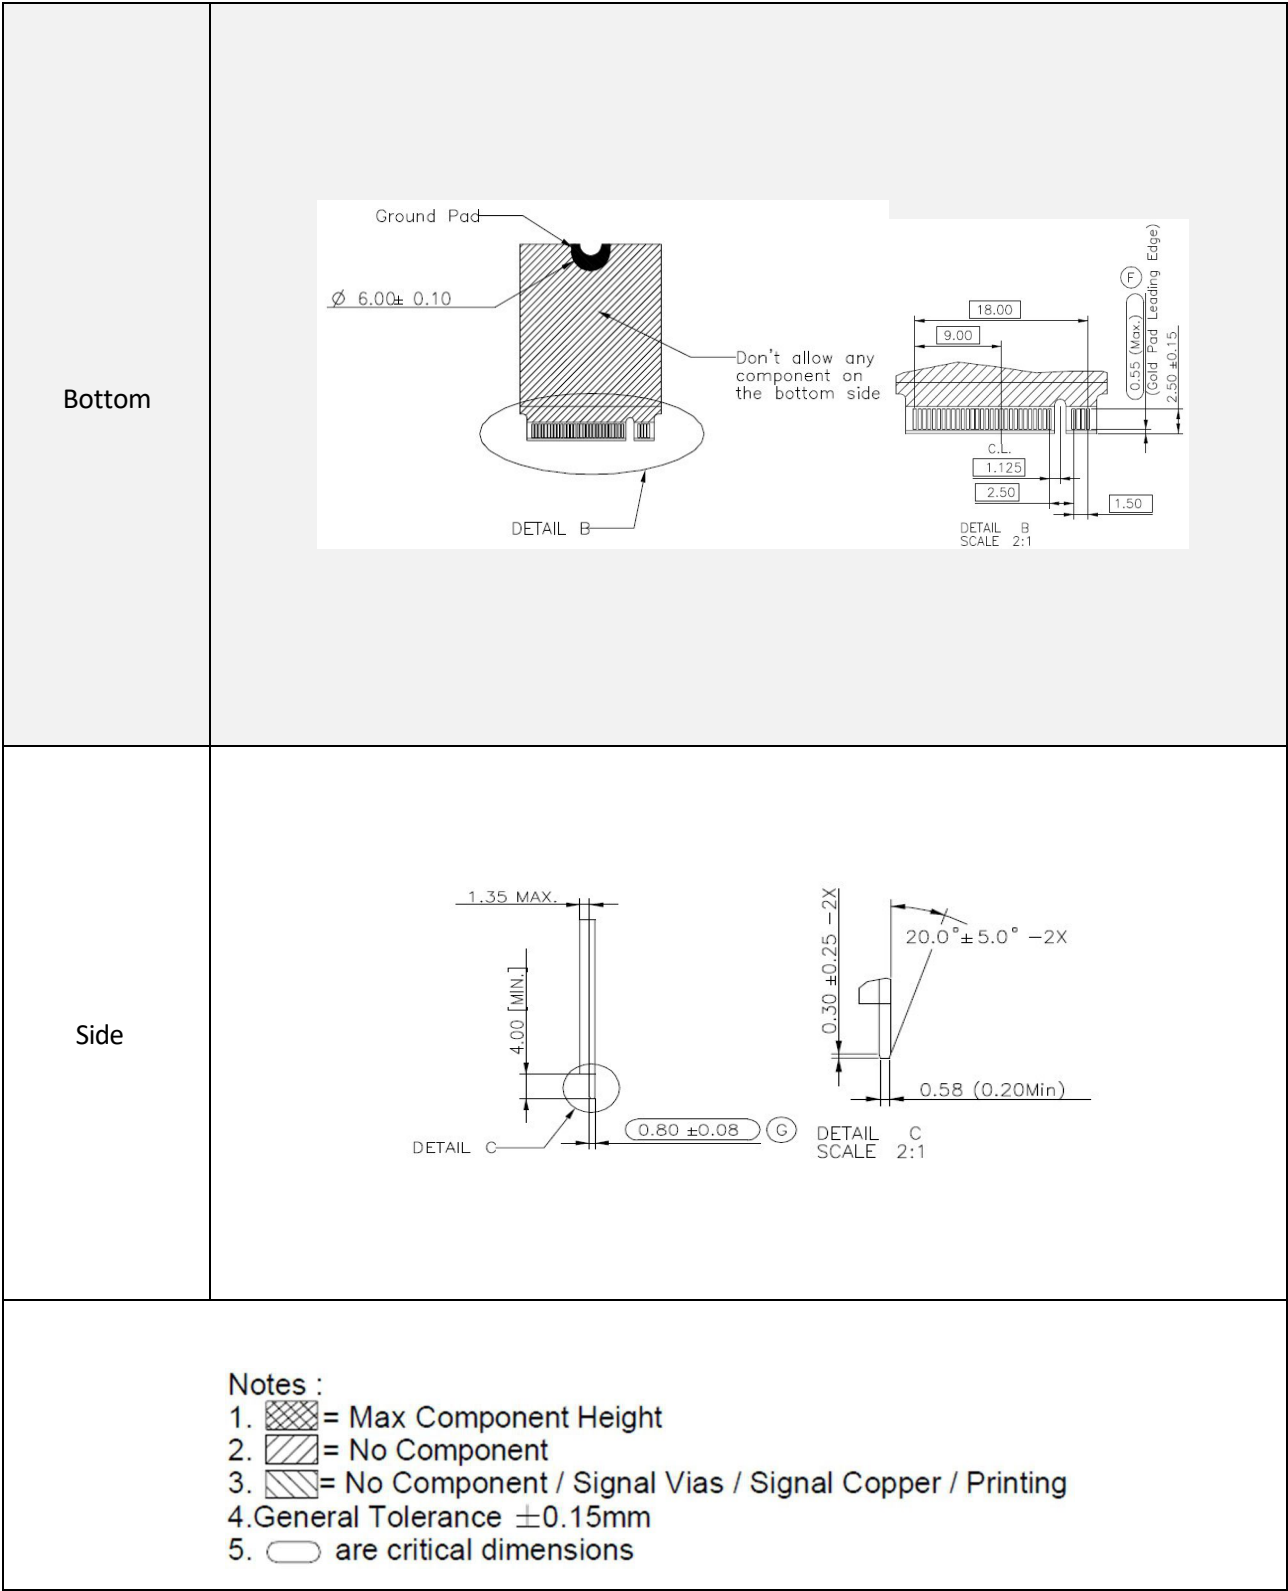 Bottom
Ground Pad
Ø 6.00± 0.10
Don't allow any
component on
the bottom side
DETAIL B
18.00
9.00
F
0.55 (Max.)
(Gold Pad Leading Edge)
2.50 ±0.15
C.L.
1.125
2.50
1.50
DETAIL B
SCALE 2:1
Side
1.35 MAX.
4.00 [MIN.]
DETAIL C
0.80 ±0.08 G
0.30 ±0.25 -2X
20.0°±5.0° -2X
0.58 (0.20Min)
DETAIL C
SCALE 2:1
Notes :
1. = Max Component Height
2. = No Component
3. = No Component / Signal Vias / Signal Copper / Printing
4.General Tolerance ±0.15mm
5. are critical dimensions